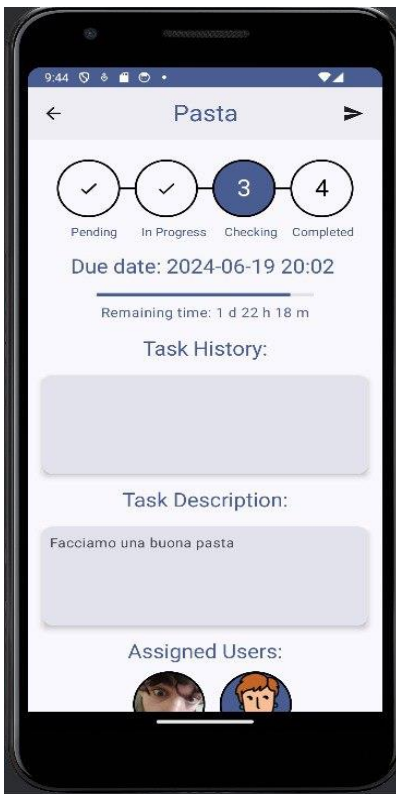 9:44
Pasta
3
4
Pending
In Progress
Checking
Completed
Due date: 2024-06-19 20:02
Remaining time: 1 d 22 h 18 m
Task History:
Task Description:
Facciamo una buona pasta
Assigned Users: